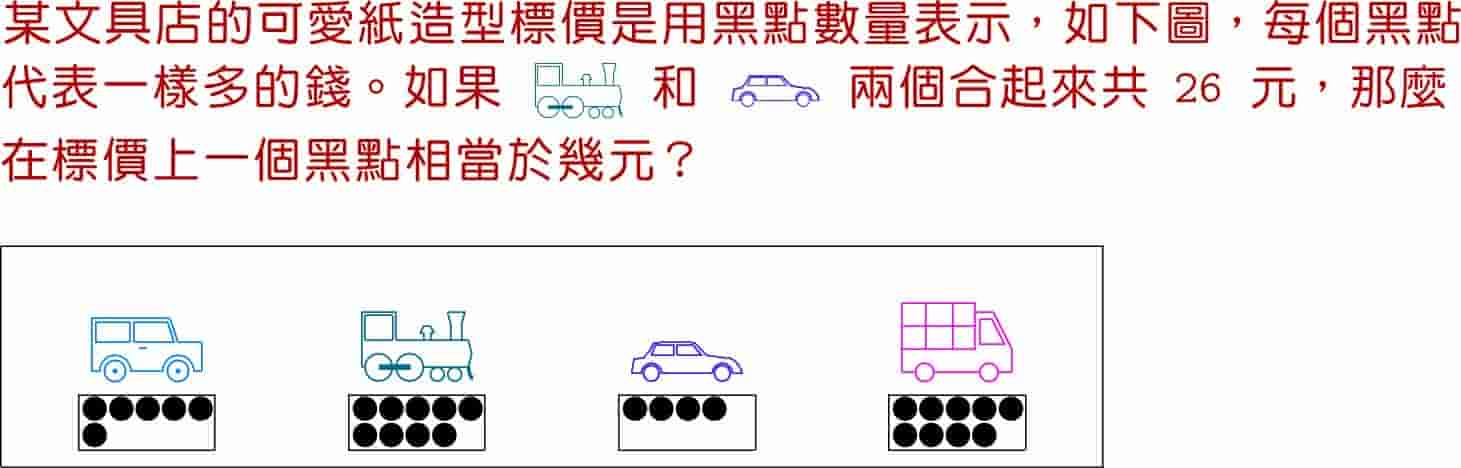 某文具店的可愛紙造型標價是用黑點數量表示，如下圖，每個黑點
代表一樣多的錢。如果 和 兩個合起來共 26 元，那麼
在標價上一個黑點相當於幾元？